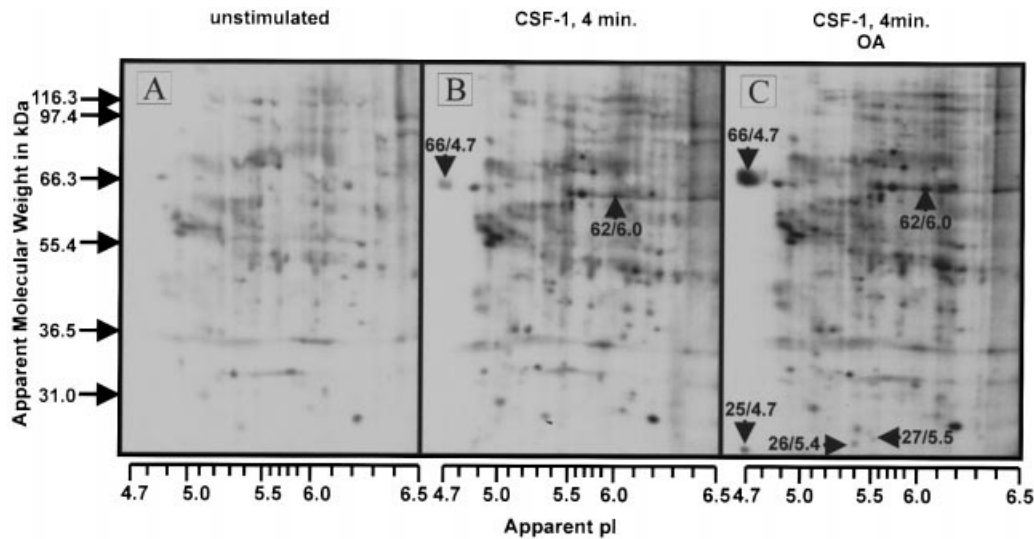 unstimulated
CSF-1, 4 min.
CSF-1, 4min.
OA
Apparent Molecular Weight in kDa
116.3
97.4
66.3
55.4
36.5
31.0
A
B
66/4.7
62/6.0
C
66/4.7
62/6.0
25/4.7
26/5.4
27/5.5
4.7 5.0 5.5 6.0 6.5
4.7 5.0 5.5 6.0 6.5
4.7 5.0 5.5 6.0 6.5
Apparent pI